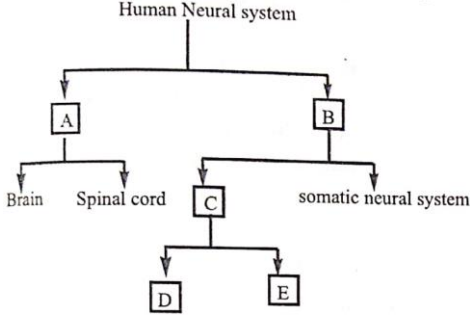 Human Neural system
A
B
Brain
Spinal cord
C
somatic neural system
D
E